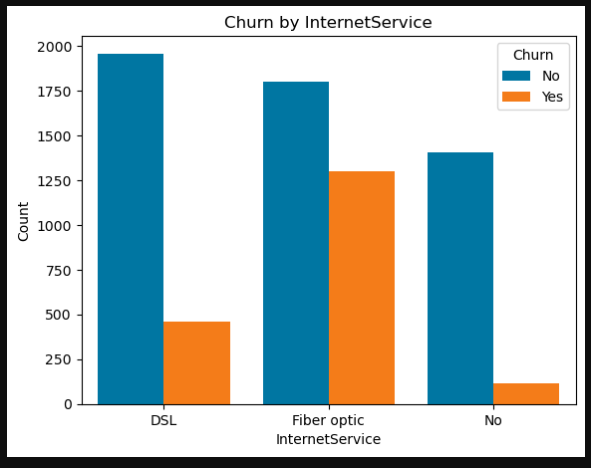 Churn by InternetService
Churn
No
Yes
2000
1750
1500
1250
1000
750
500
250
0
Count
DSL
Fiber optic
No
InternetService